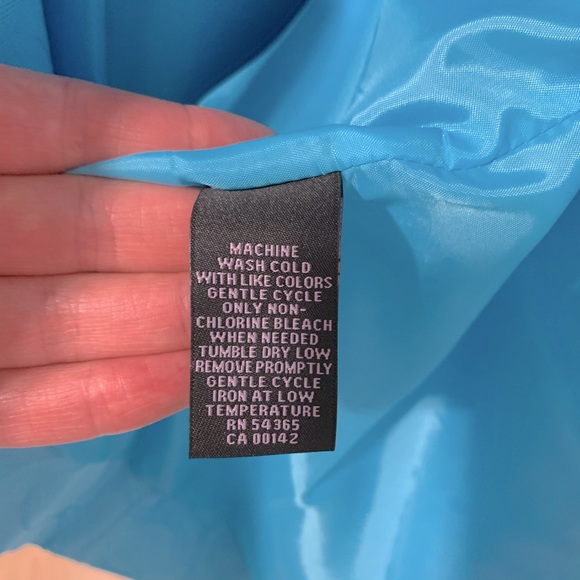 MACHINE
WASH COLD
WITH LIKE COLORS
GENTLE CYCLE
ONLY NON-
CHLORINE BLEACH
WHEN NEEDED
TUMBLE DRY LOW
REMOVE PROMPTLY
GENTLE CYCLE
IRON AT LOW
TEMPERATURE
RN 54365
CA 00142